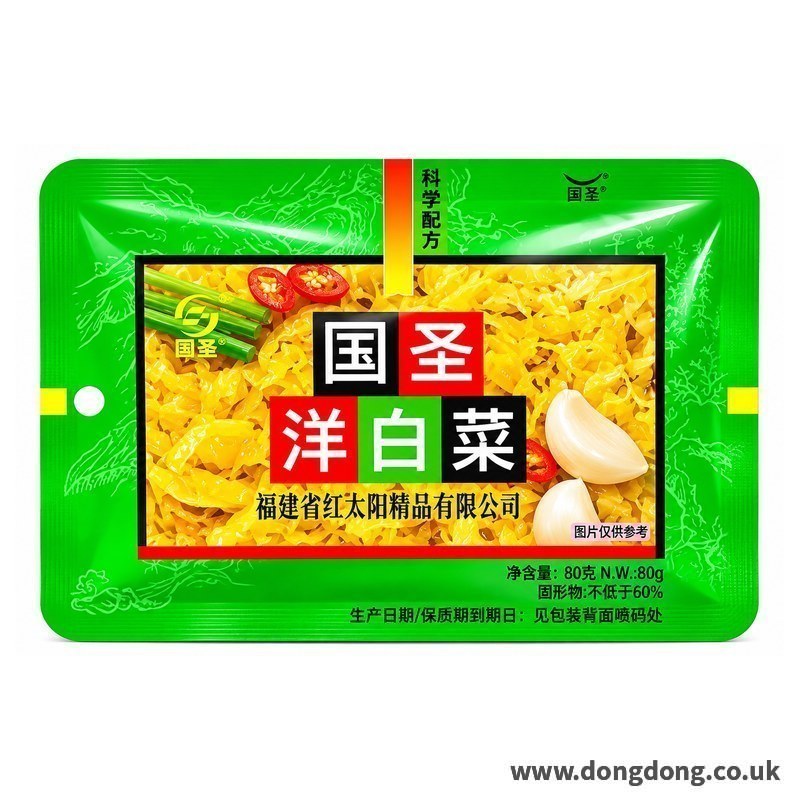 科学配方
国圣®
国圣®
国圣
洋白菜
福建省红太阳精品有限公司
图片仅供参考
净含量：80克 N.W.:80g
固形物:不低于60%
生产日期/保质期到期日：见包装背面喷码处
www.dongdong.co.uk